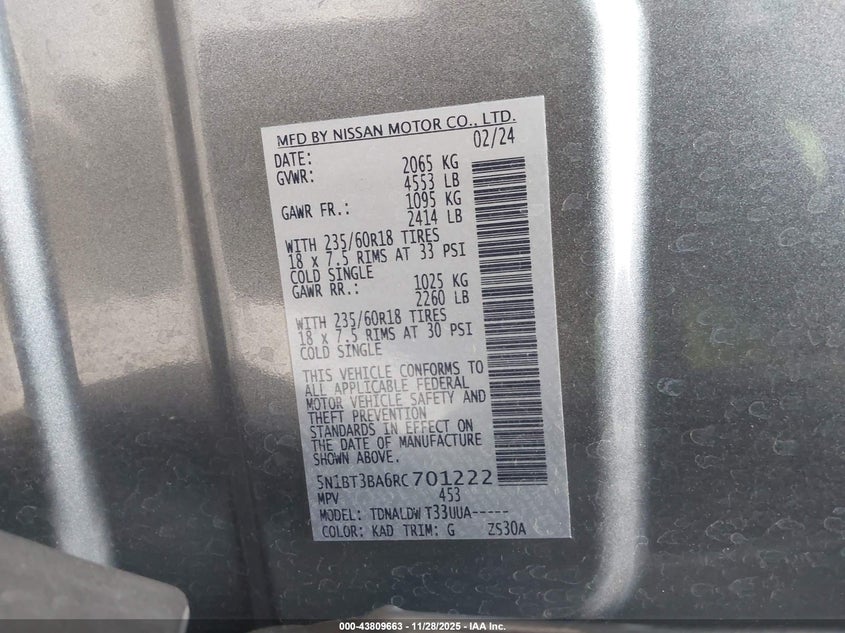 MFD BY NISSAN MOTOR CO., LTD.
DATE: 02/24
GVWR: 2065 KG
4553 LB
GAWR FR.: 1095 KG
2414 LB
WITH 235/60R18 TIRES
18 x 7.5 RIMS AT 33 PSI
COLD SINGLE
GAWR RR.: 1025 KG
2260 LB
WITH 235/60R18 TIRES
18 x 7.5 RIMS AT 30 PSI
COLD SINGLE
THIS VEHICLE CONFORMS TO
ALL APPLICABLE FEDERAL
MOTOR VEHICLE SAFETY AND
THEFT PREVENTION
STANDARDS IN EFFECT ON
THE DATE OF MANUFACTURE
SHOWN ABOVE.
5N1BT3BA6RC701222
MPV 453
MODEL: TDNALDW T33UUA-----
COLOR: KAD TRIM: G ZS30A
000-43809663 - 11/28/2025 - IAA Inc.